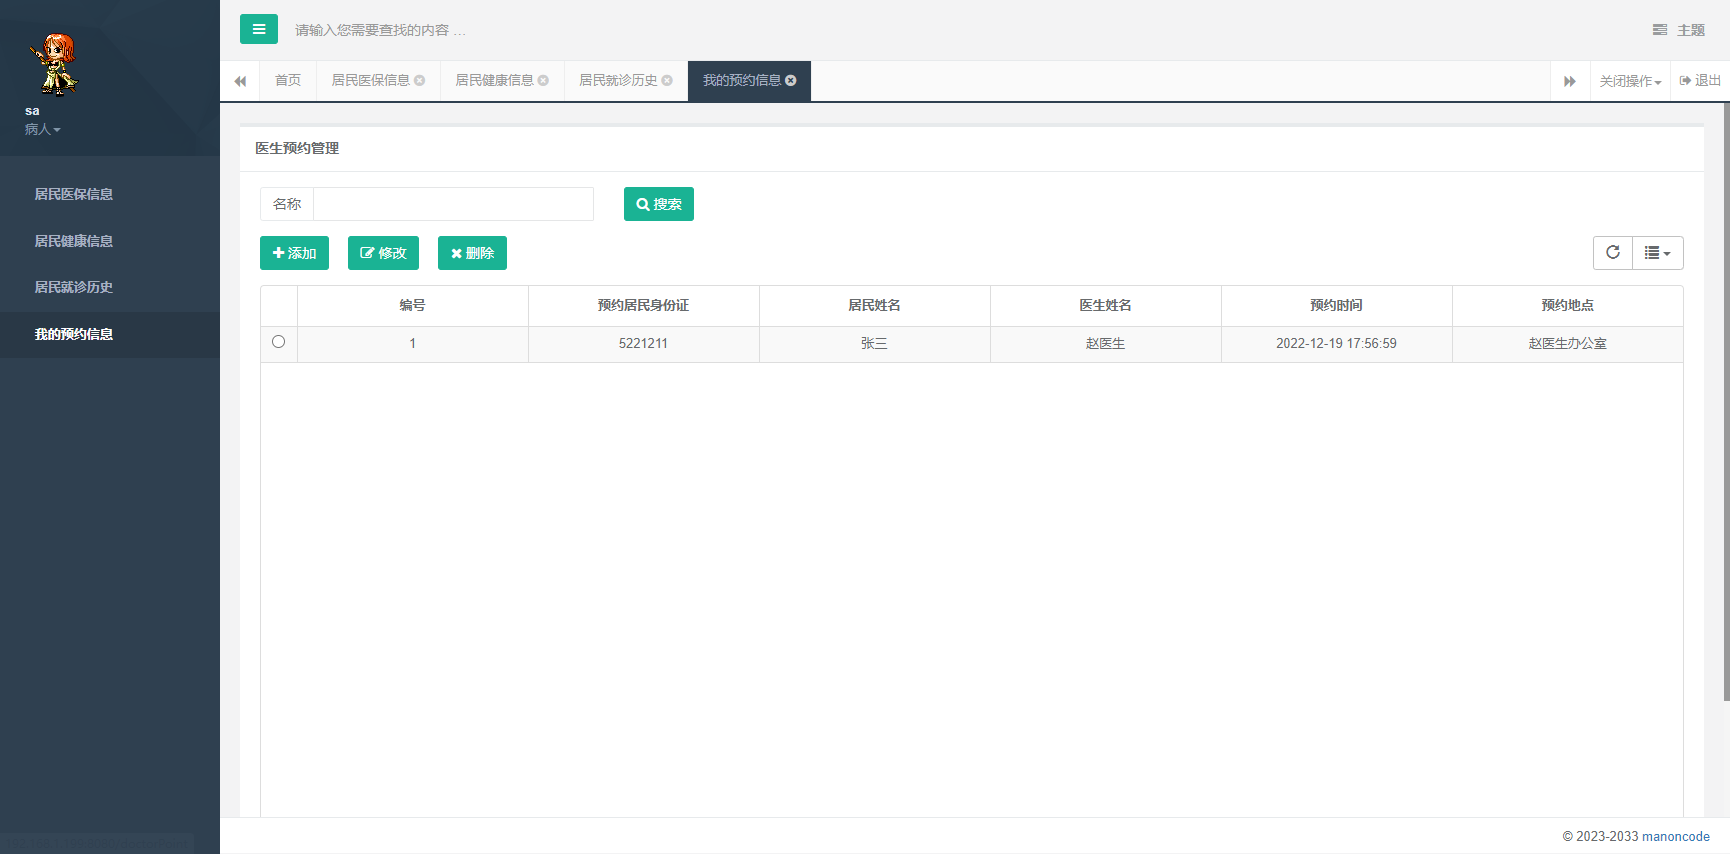 sa
病人
居民医保信息
居民健康信息
居民就诊历史
我的预约信息
请输入您需要查找的内容 …
主题
首页 居民医保信息 居民健康信息 居民就诊历史 我的预约信息 关闭操作 退出
医生预约管理
名称 搜索
添加 修改 删除
编号 预约居民身份证 居民姓名 医生姓名 预约时间 预约地点
1 5221211 张三 赵医生 2022-12-19 17:56:59 赵医生办公室
© 2023-2033 manoncode